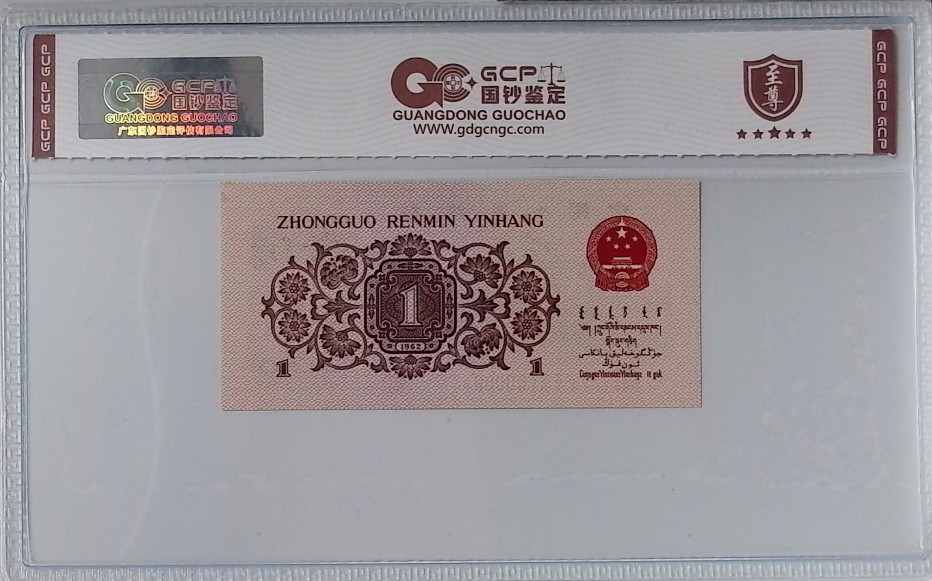 GCP GCP GCP
GCP
国钞鉴定
GUANGDONG GUOCHAO
广东国钞鉴定评估有限公司
GCP
国钞鉴定
GUANGDONG GUOCHAO
www.gdgcngc.com
至尊
GCP GCP GCP
ZHONGGUO RENMIN YINHANG
1
(1962)
1
1